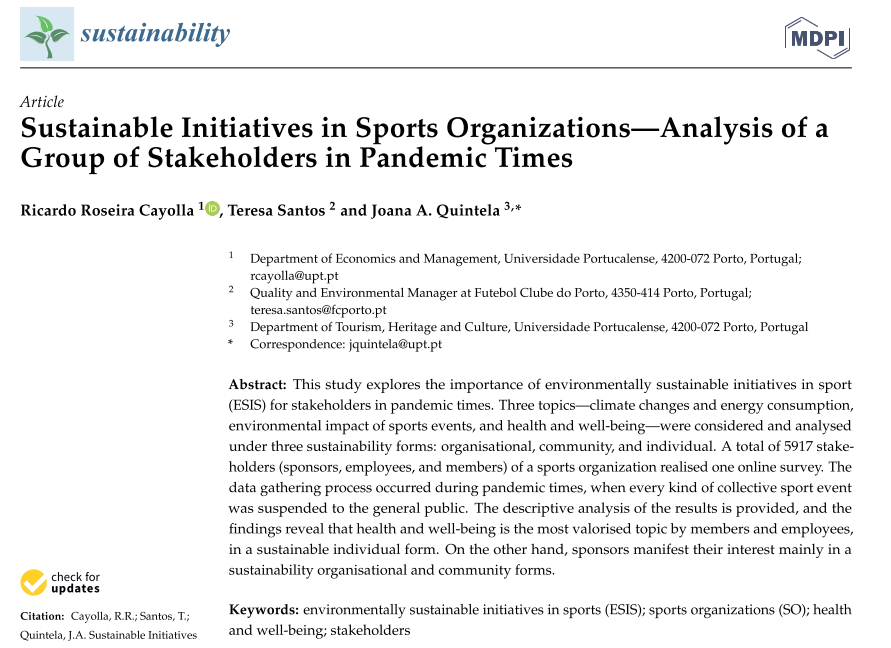 sustainability
MDPI
Article
Sustainable Initiatives in Sports Organizations—Analysis of a
Group of Stakeholders in Pandemic Times
Ricardo Roseira Cayolla 1 iD, Teresa Santos 2 and Joana A. Quintela 3,*
1 Department of Economics and Management, Universidade Portucalense, 4200-072 Porto, Portugal;
rcayolla@upt.pt
2 Quality and Environmental Manager at Futebol Clube do Porto, 4350-414 Porto, Portugal;
teresa.santos@fcporto.pt
3 Department of Tourism, Heritage and Culture, Universidade Portucalense, 4200-072 Porto, Portugal
* Correspondence: jquintela@upt.pt
Abstract: This study explores the importance of environmentally sustainable initiatives in sport
(ESIS) for stakeholders in pandemic times. Three topics—climate changes and energy consumption,
environmental impact of sports events, and health and well-being—were considered and analysed
under three sustainability forms: organisational, community, and individual. A total of 5917 stake-
holders (sponsors, employees, and members) of a sports organization realised one online survey. The
data gathering process occurred during pandemic times, when every kind of collective sport event
was suspended to the general public. The descriptive analysis of the results is provided, and the
findings reveal that health and well-being is the most valorised topic by members and employees,
in a sustainable individual form. On the other hand, sponsors manifest their interest mainly in a
sustainability organisational and community forms.
Keywords: environmentally sustainable initiatives in sports (ESIS); sports organizations (SO); health
and well-being; stakeholders
check for
updates
Citation: Cayolla, R.R.; Santos, T.;
Quintela, J.A. Sustainable Initiatives